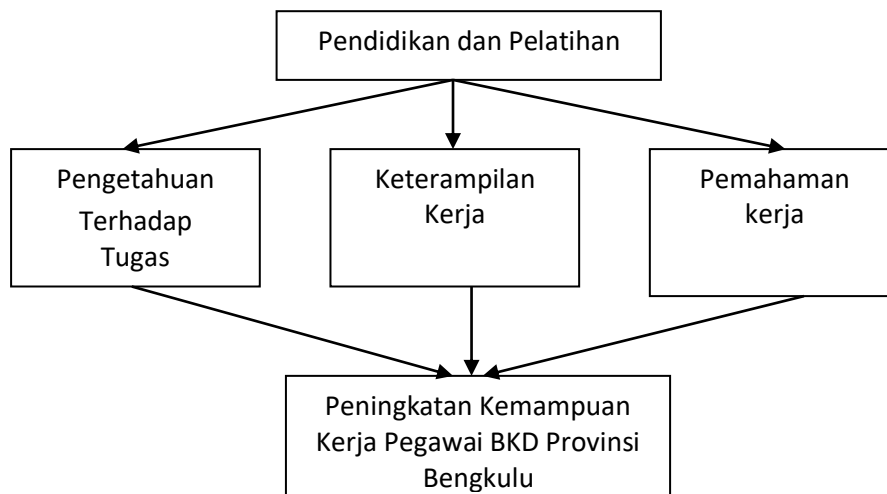 Pendidikan dan Pelatihan
Pengetahuan
Terhadap
Tugas
Keterampilan
Kerja
Pemahaman
kerja
Peningkatan Kemampuan
Kerja Pegawai BKD Provinsi
Bengkulu